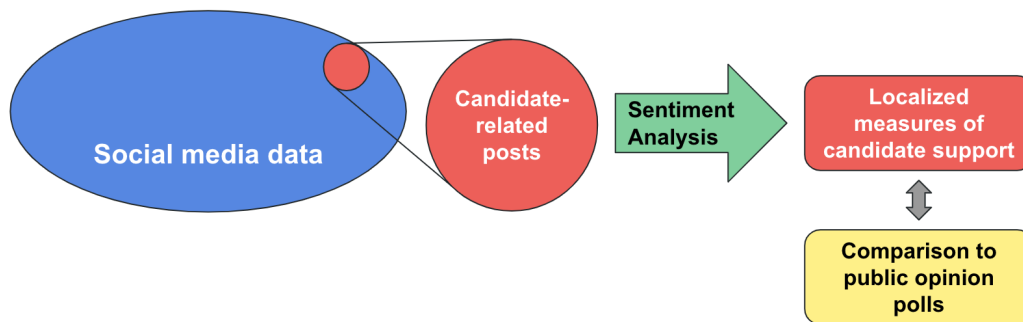 Social media data
Candidate-
related
posts
Sentiment
Analysis
Localized
measures of
candidate support
Comparison to
public opinion
polls